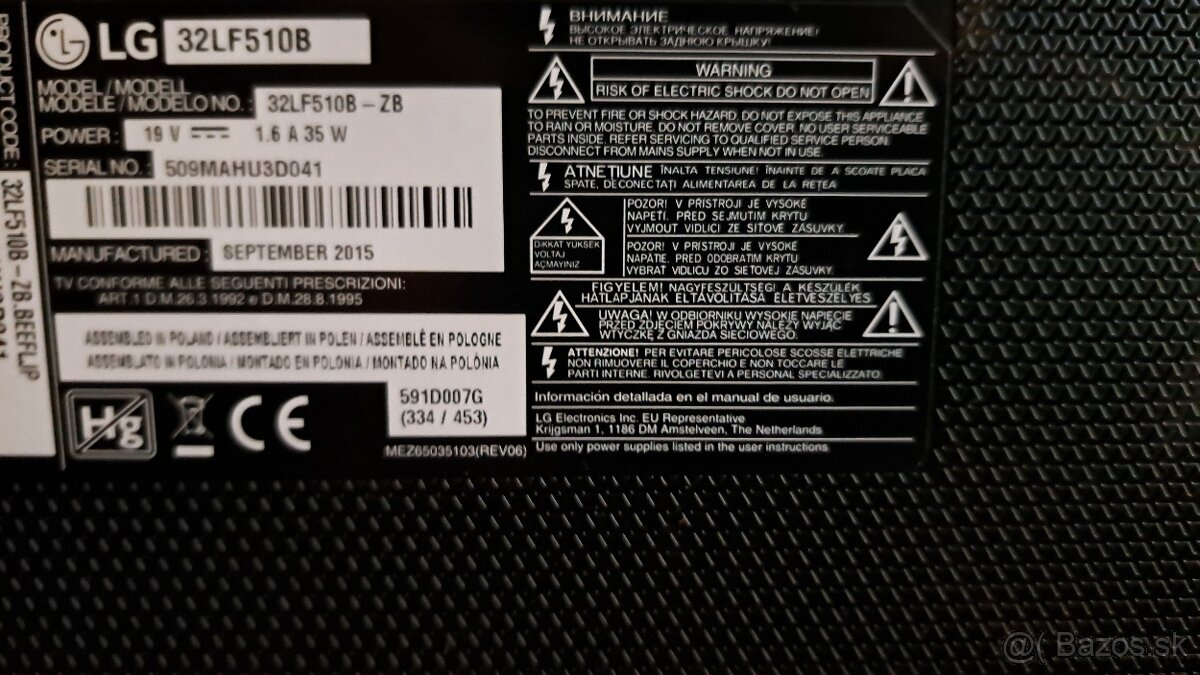 LG 32LF510B
MODEL / MODELL
MODÈLE / MODELO NO. : 32LF510B - ZB
POWER : 19 V 1.6 A 35 W
SERIAL NO. : 509MAHU3D041
MANUFACTURED : SEPTEMBER 2015
TV CONFORME ALLE SEGUENTI PRESCRIZIONI:
ART.1 D.M.26.3.1992 e D.M.28.8.1995
ASSEMBLED IN POLAND / ASSEMBLIERT IN POLEN / ASSEMBLÉ EN POLOGNE
ASSEMBLATO IN POLONIA / MONTADO EN POLONIA / MONTADO NA POLÓNIA
Hg
CE
591D007G
(334 / 453)
MEZ65035103(REV06)
PRODUCT CODE : 32LF510B - ZB.BEEFLJP
ВНИМАНИЕ
ВЫСОКОЕ ЭЛЕКТРИЧЕСКОЕ НАПРЯЖЕНИЕ!
НЕ ОТКРЫВАТЬ ЗАДНЮЮ КРЫШКУ!
WARNING
RISK OF ELECTRIC SHOCK DO NOT OPEN
TO PREVENT FIRE OR SHOCK HAZARD, DO NOT EXPOSE THIS APPLIANCE
TO RAIN OR MOISTURE. DO NOT REMOVE COVER. NO USER SERVICEABLE
PARTS INSIDE. REFER SERVICING TO QUALIFIED SERVICE PERSON.
DISCONNECT FROM MAINS SUPPLY WHEN NOT IN USE.
ATNEŢIUNE ÎNALTA TENSIUNE! ÎNAINTE DE A SCOATE PLACA
SPATE, DECONECTAŢI ALIMENTAREA DE LA REŢEA
DIKKAT YUKSEK
VOLTAJ
AÇMAYINIZ
POZOR! V PŘÍSTROJI JE VYSOKÉ
NAPĚTÍ. PŘED SEJMUTÍM KRYTU
VYJMOUT VIDLICI ZE SÍŤOVÉ ZÁSUVKY.
POZOR! V PRÍSTROJI JE VYSOKÉ
NAPÄTIE. PRED ODOBRATÍM KRYTU
VYBRAŤ VIDLICU ZO SIEŤOVEJ ZÁSUVKY.
FIGYELEM! NAGYFESZÜLTSÉG! A KÉSZÜLÉK
HÁTLAPJÁNAK ELTÁVOLÍTÁSA ÉLETVESZÉLYES
UWAGA! W ODBIORNIKU WYSOKIE NAPIĘCIE
PRZED ZDJĘCIEM POKRYWY NALEŻY WYJĄĆ
WTYCZKĘ Z GNIAZDA SIECIOWEGO.
ATTENZIONE! PER EVITARE PERICOLOSE SCOSSE ELETTRICHE
NON RIMUOVERE IL COPERCHIO E NON TOCCARE LE
PARTI INTERNE. RIVOLGETEVI A PERSONAL SPECIALIZZATO.
Información detallada en el manual de usuario.
LG Electronics Inc. EU Representative
Krijgsman 1, 1186 DM Amstelveen, The Netherlands
Use only power supplies listed in the user instructions.
@( Bazos.sk